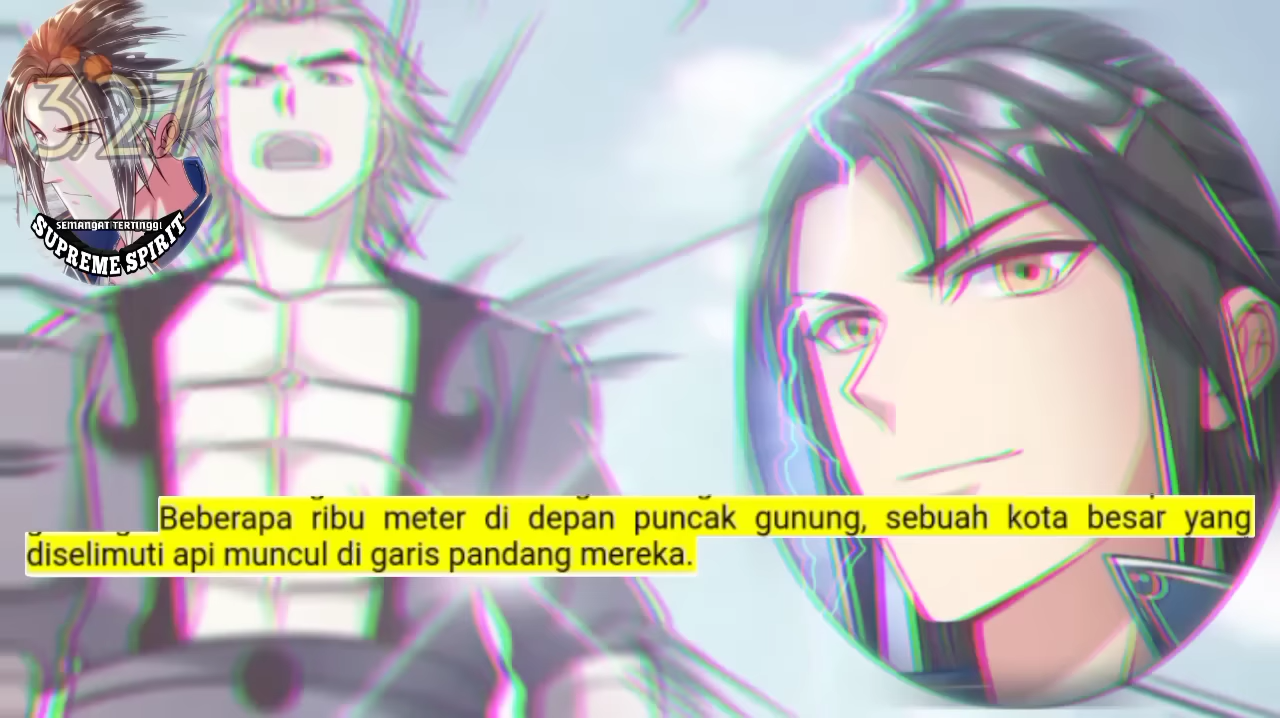 327
SEMANGAT TERTINGGI
SUPREME SPIRIT
Beberapa ribu meter di depan puncak gunung, sebuah kota besar yang
diselimuti api muncul di garis pandang mereka.